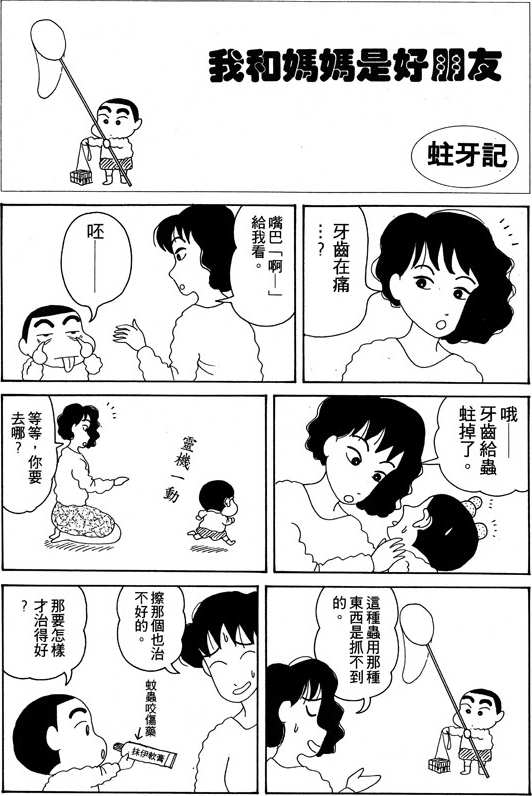 我和媽媽是好朋友
蛀牙記
牙齒在痛
…?
嘴巴「啊──」
給我看。
呸──
哦──
牙齒給蟲
蛀掉了。
靈機一動
等等，你要
去哪？
這種蟲用那種
東西是抓不到
的。
擦那個也治
不好的。
蚊蟲咬傷藥
抹伊軟膏
那要怎樣
才治得好
？